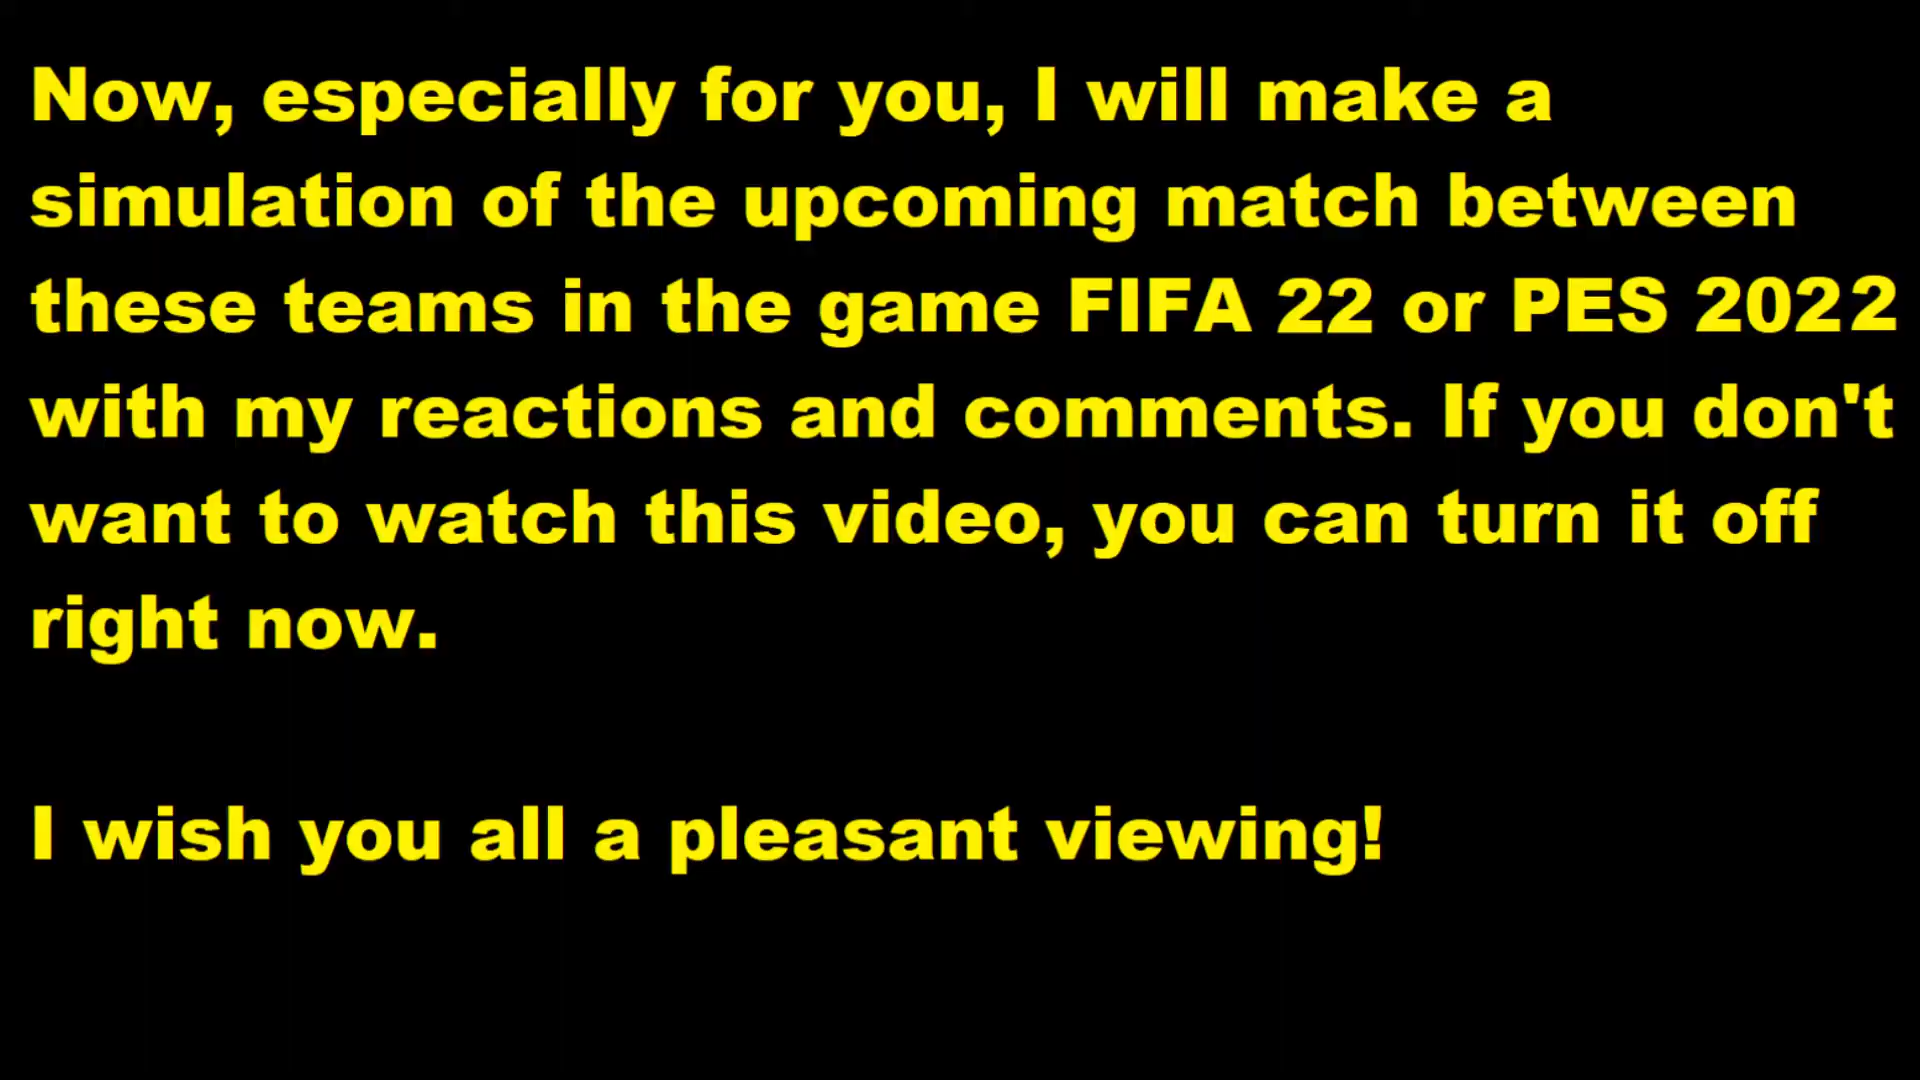 Now, especially for you, I will make a
simulation of the upcoming match between
these teams in the game FIFA 22 or PES 2022
with my reactions and comments. If you don't
want to watch this video, you can turn it off
right now.
I wish you all a pleasant viewing!